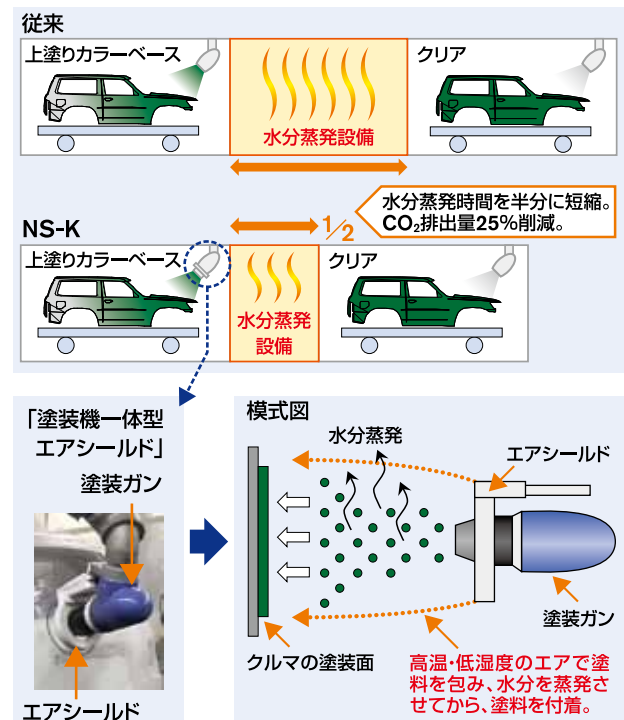 従来
上塗りカラーベース
クリア
水分蒸発設備
水分蒸発時間を半分に短縮。
CO₂排出量25%削減。
NS-K
1/2
上塗りカラーベース
クリア
水分蒸発
設備
「塗装機一体型
エアシールド」
塗装ガン
エアシールド
模式図
水分蒸発
エアシールド
塗装ガン
クルマの塗装面
高温・低湿度のエアで塗
料を包み、水分を蒸発さ
せてから、塗料を付着。